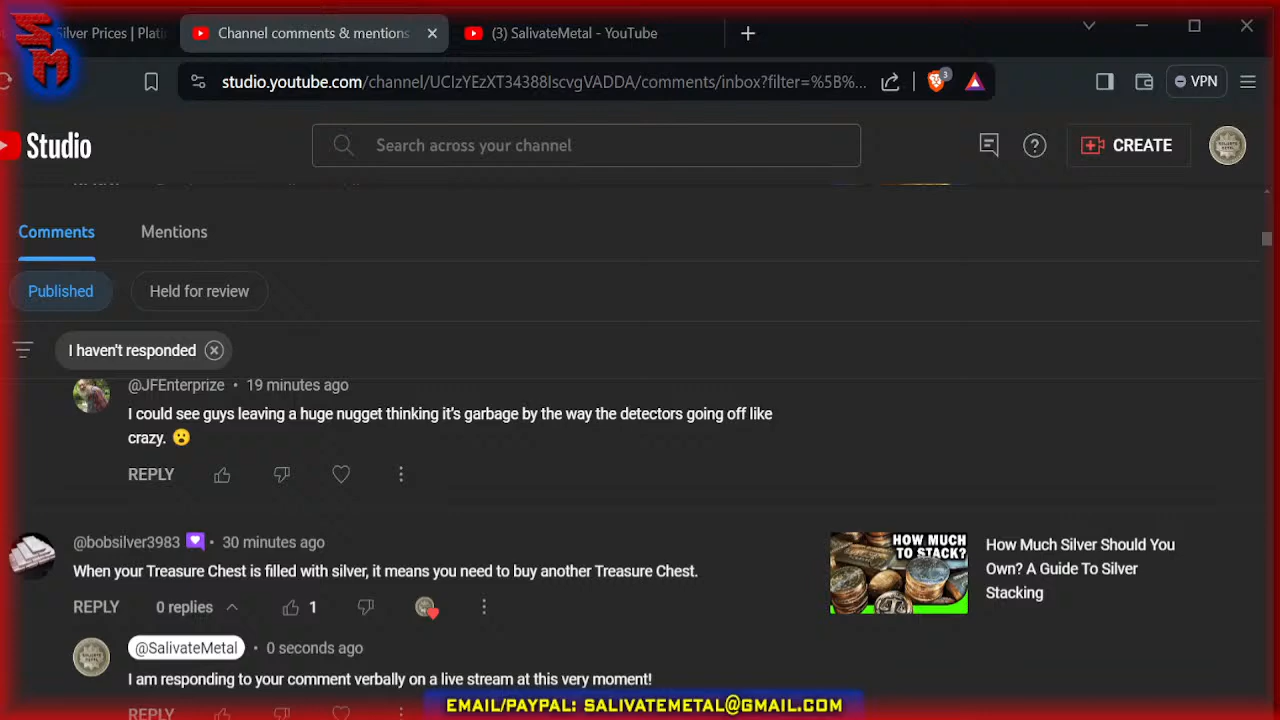 SM
Silver Prices | Plati
Channel comments & mentions
(3) SalivateMetal - YouTube
studio.youtube.com/channel/UCIzYEzXT34388IscvgVADDA/comments/inbox?filter=%5B%...
3
VPN
Studio
Search across your channel
CREATE
Comments
Mentions
Published
Held for review
I haven't responded
@JFEnterprize • 19 minutes ago
I could see guys leaving a huge nugget thinking it's garbage by the way the detectors going off like
crazy. 😮
REPLY
@bobsilver3983 • 30 minutes ago
When your Treasure Chest is filled with silver, it means you need to buy another Treasure Chest.
REPLY
0 replies
1
HOW MUCH
TO STACK?
How Much Silver Should You
Own? A Guide To Silver
Stacking
@SalivateMetal • 0 seconds ago
I am responding to your comment verbally on a live stream at this very moment!
REPLY
EMAIL/PAYPAL: SALIVATEMETAL@GMAIL.COM